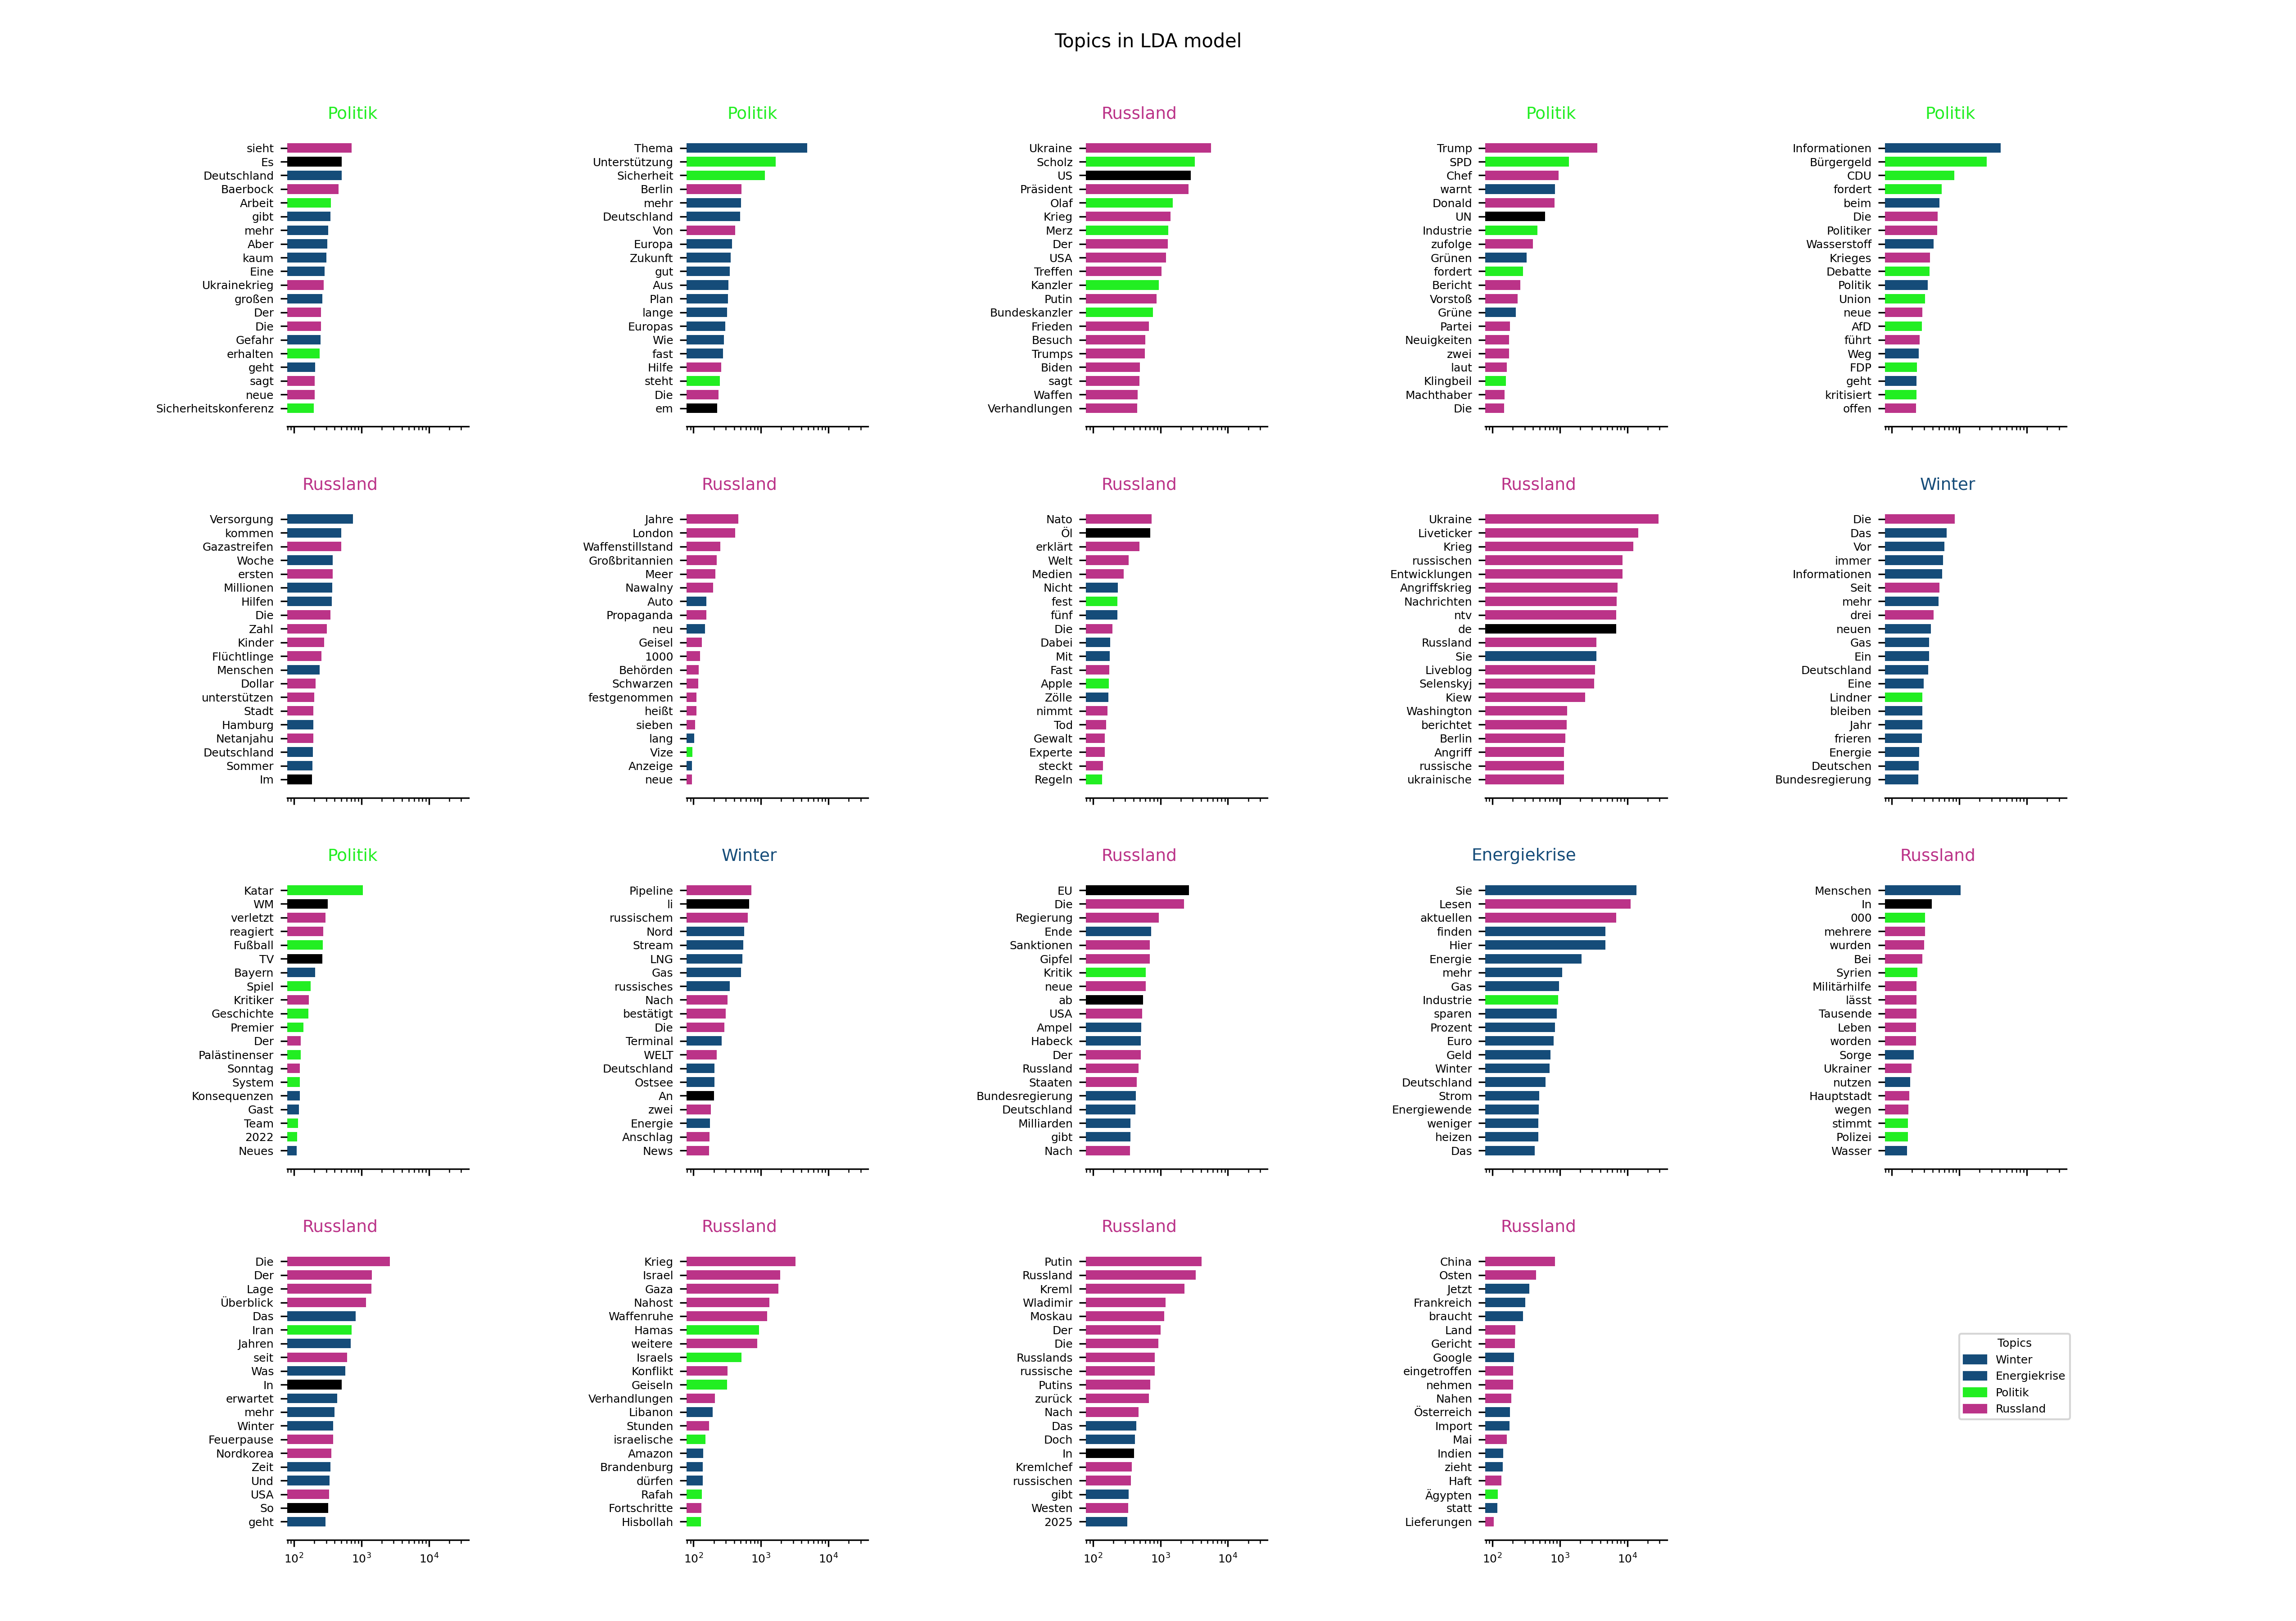 Topics in LDA model
Politik
sieht
Es
Deutschland
Baerbock
Arbeit
gibt
mehr
Aber
kaum
Eine
Ukrainekrieg
großen
Der
Die
Gefahr
erhalten
geht
sagt
neue
Sicherheitskonferenz
Politik
Thema
Unterstützung
Sicherheit
Berlin
mehr
Deutschland
Von
Europa
Zukunft
gut
Aus
Plan
lange
Europas
Wie
fast
Hilfe
steht
Die
em
Russland
Ukraine
Scholz
US
Präsident
Olaf
Krieg
Merz
Der
USA
Treffen
Kanzler
Putin
Bundeskanzler
Frieden
Besuch
Trumps
Biden
sagt
Waffen
Verhandlungen
Politik
Trump
SPD
Chef
warnt
Donald
UN
Industrie
zufolge
Grünen
fordert
Bericht
Vorstoß
Grüne
Partei
Neuigkeiten
zwei
laut
Klingbeil
Machthaber
Die
Politik
Informationen
Bürgergeld
CDU
fordert
beim
Die
Politiker
Wasserstoff
Krieges
Debatte
Politik
Union
neue
AfD
führt
Weg
FDP
geht
kritisiert
offen
Russland
Versorgung
kommen
Gazastreifen
Woche
ersten
Millionen
Hilfen
Die
Zahl
Kinder
Flüchtlinge
Menschen
Dollar
unterstützen
Stadt
Hamburg
Netanjahu
Deutschland
Sommer
Im
Russland
Jahre
London
Waffenstillstand
Großbritannien
Meer
Nawalny
Auto
Propaganda
neu
Geisel
1000
Behörden
Schwarzen
festgenommen
heißt
sieben
lang
Vize
Anzeige
neue
Russland
Nato
Öl
erklärt
Welt
Medien
Nicht
fest
fünf
Die
Dabei
Mit
Fast
Apple
Zölle
nimmt
Tod
Gewalt
Experte
steckt
Regeln
Russland
Ukraine
Liveticker
Krieg
russischen
Entwicklungen
Angriffskrieg
Nachrichten
ntv
de
Russland
Sie
Liveblog
Selenskyj
Kiew
Washington
berichtet
Berlin
Angriff
russische
ukrainische
Winter
Die
Das
Vor
immer
Informationen
Seit
mehr
drei
neuen
Gas
Ein
Deutschland
Eine
Lindner
bleiben
Jahr
frieren
Energie
Deutschen
Bundesregierung
Politik
Katar
WM
verletzt
reagiert
Fußball
TV
Bayern
Spiel
Kritiker
Geschichte
Premier
Der
Palästinenser
Sonntag
System
Konsequenzen
Gast
Team
2022
Neues
Winter
Pipeline
li
russischem
Nord
Stream
LNG
Gas
russisches
Nach
bestätigt
Die
Terminal
WELT
Deutschland
Ostsee
An
zwei
Energie
Anschlag
News
Russland
EU
Die
Regierung
Ende
Sanktionen
Gipfel
Kritik
neue
ab
USA
Ampel
Habeck
Der
Russland
Staaten
Bundesregierung
Deutschland
Milliarden
gibt
Nach
Energiekrise
Sie
Lesen
aktuellen
finden
Hier
Energie
mehr
Gas
Industrie
sparen
Prozent
Euro
Geld
Winter
Deutschland
Strom
Energiewende
weniger
heizen
Das
Russland
Menschen
In
000
mehrere
wurden
Bei
Syrien
Militärhilfe
lässt
Tausende
Leben
worden
Sorge
Ukrainer
nutzen
Hauptstadt
wegen
stimmt
Polizei
Wasser
Russland
Die
Der
Lage
Überblick
Das
Iran
Jahren
seit
Was
In
erwartet
mehr
Winter
Feuerpause
Nordkorea
Zeit
Und
USA
So
geht
10² 10³ 10⁴
Russland
Krieg
Israel
Gaza
Nahost
Waffenruhe
Hamas
weitere
Israels
Konflikt
Geiseln
Verhandlungen
Libanon
Stunden
israelische
Amazon
Brandenburg
dürfen
Rafah
Fortschritte
Hisbollah
10² 10³ 10⁴
Russland
Putin
Russland
Kreml
Wladimir
Moskau
Der
Die
Russlands
russische
Putins
zurück
Nach
Das
Doch
In
Kremlchef
russischen
gibt
Westen
2025
10² 10³ 10⁴
Russland
China
Osten
Jetzt
Frankreich
braucht
Land
Gericht
Google
eingetroffen
nehmen
Nahen
Österreich
Import
Mai
Indien
zieht
Haft
Ägypten
statt
Lieferungen
10² 10³ 10⁴
Topics
Winter
Energiekrise
Politik
Russland